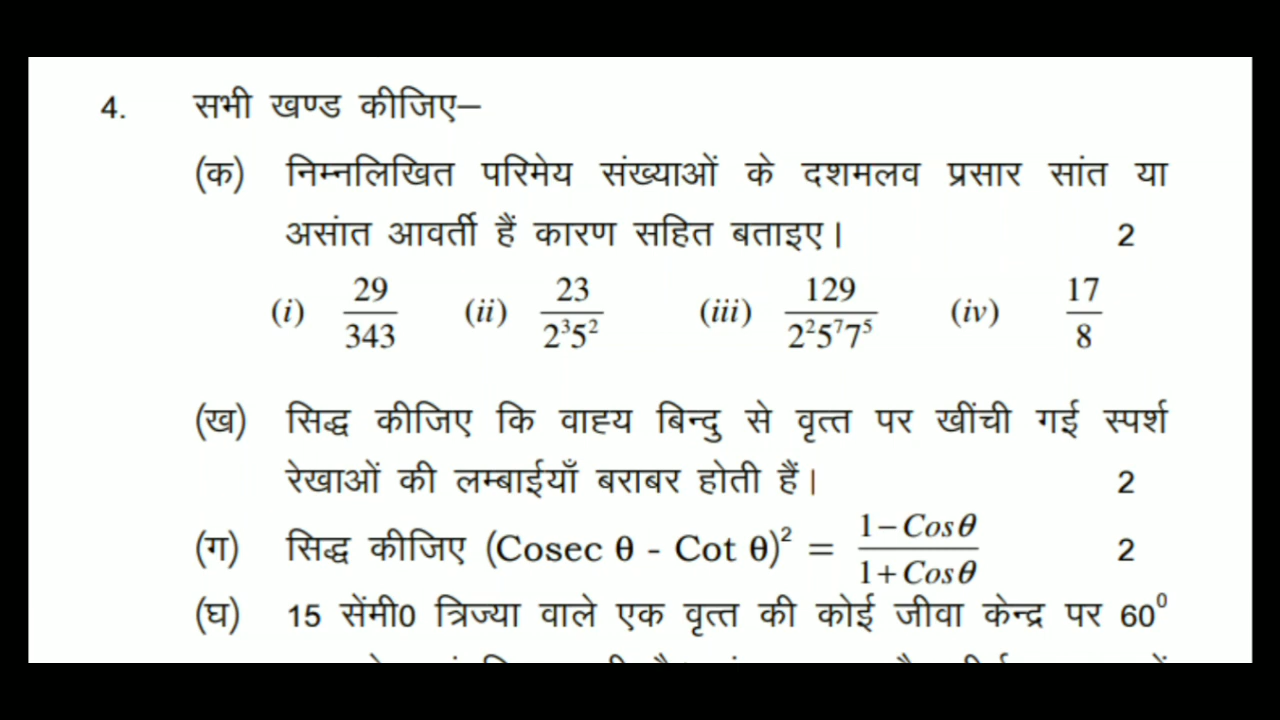 4. सभी खण्ड कीजिए–
(क) निम्नलिखित परिमेय संख्याओं के दशमलव प्रसार सांत या
असांत आवर्ती हैं कारण सहित बताइए। 2
(i) 29/343 (ii) 23/2³5² (iii) 129/2²5⁷7⁵ (iv) 17/8
(ख) सिद्ध कीजिए कि वाह्य बिन्दु से वृत्त पर खींची गई स्पर्श
रेखाओं की लम्बाईयाँ बराबर होती हैं। 2
(ग) सिद्ध कीजिए (Cosec θ - Cot θ)² = 1−Cosθ/1+Cosθ 2
(घ) 15 सेंमी0 त्रिज्या वाले एक वृत्त की कोई जीवा केन्द्र पर 60⁰